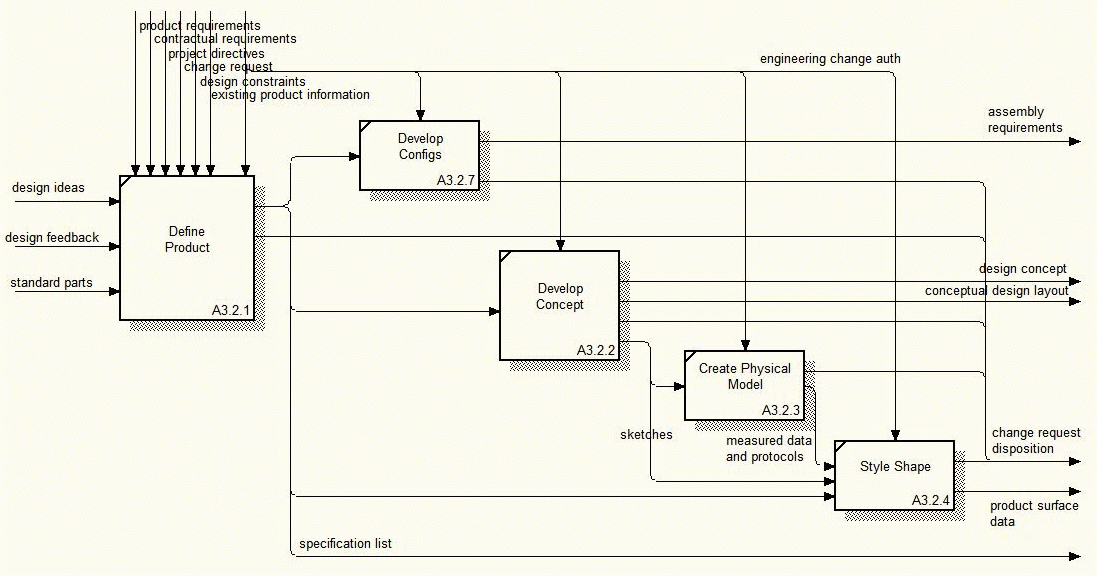 product requirements
contractual requirements
project directives
change request
design constraints
existing product information
engineering change auth
assembly
requirements
Develop
Configs
A3.2.7
design ideas
Define
Product
design feedback
standard parts
A3.2.1
design concept
conceptual design layout
Develop
Concept
A3.2.2
Create Physical
Model
A3.2.3
sketches
measured data
and protocols
change request
disposition
Style Shape
A3.2.4
product surface
data
specification list